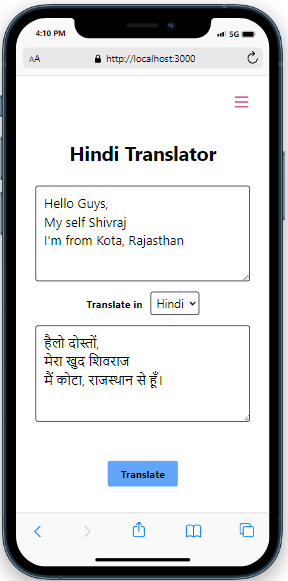 4:10 PM 5G
AA http://localhost:3000
Hindi Translator
Hello Guys,
My self Shivraj
I'm from Kota, Rajasthan
Translate in Hindi
हैलो दोस्तों,
मेरा खुद शिवराज
मैं कोटा, राजस्थान से हूँ।
Translate